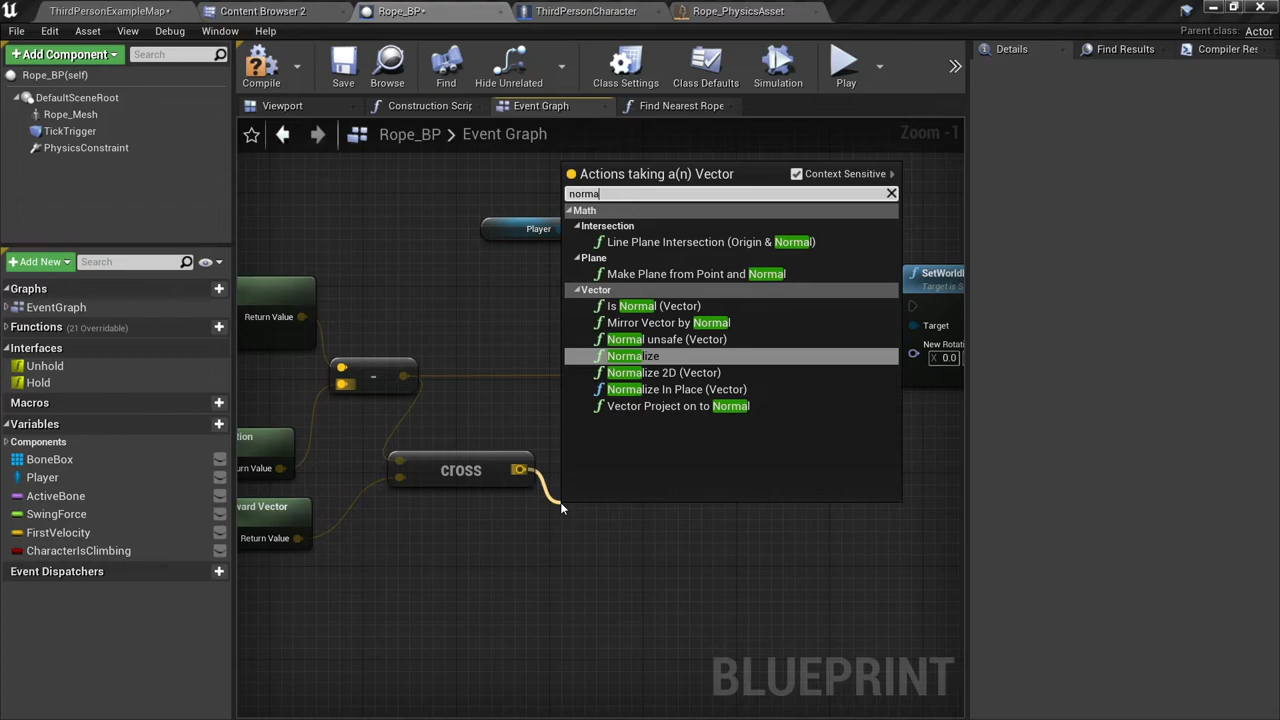 ThirdPersonExampleMap•
Content Browser 2
Rope_BP•
ThirdPersonCharacter
Rope_PhysicsAsset
File
Edit
Asset
View
Debug
Window
Help
Parent class: Actor
+Add Component
Search
Compile
Save
Browse
Find
Hide Unrelated
Class Settings
Class Defaults
Simulation
Play
Details
Find Results
Compiler Res
Rope_BP(self)
DefaultSceneRoot
Rope_Mesh
TickTrigger
PhysicsConstraint
Viewport
Construction Scrip
Event Graph
Find Nearest Rope
Rope_BP > Event Graph
Zoom -1
+Add New
Search
Graphs
EventGraph
Functions (21 Overridable)
Interfaces
Unhold
Hold
Macros
Variables
Components
BoneBox
Player
ActiveBone
SwingForce
FirstVelocity
CharacterIsClimbing
Event Dispatchers
Return Value
-
tion
urn Value
ward Vector
Return Value
cross
Player
Actions taking a(n) Vector
Context Sensitive
norma
Math
Intersection
Line Plane Intersection (Origin & Normal)
Plane
Make Plane from Point and Normal
Vector
Is Normal (Vector)
Mirror Vector by Normal
Normal unsafe (Vector)
Normalize
Normalize 2D (Vector)
Normalize In Place (Vector)
Vector Project on to Normal
Target is S
Target
New Rotati
X 0.0
BLUEPRINT